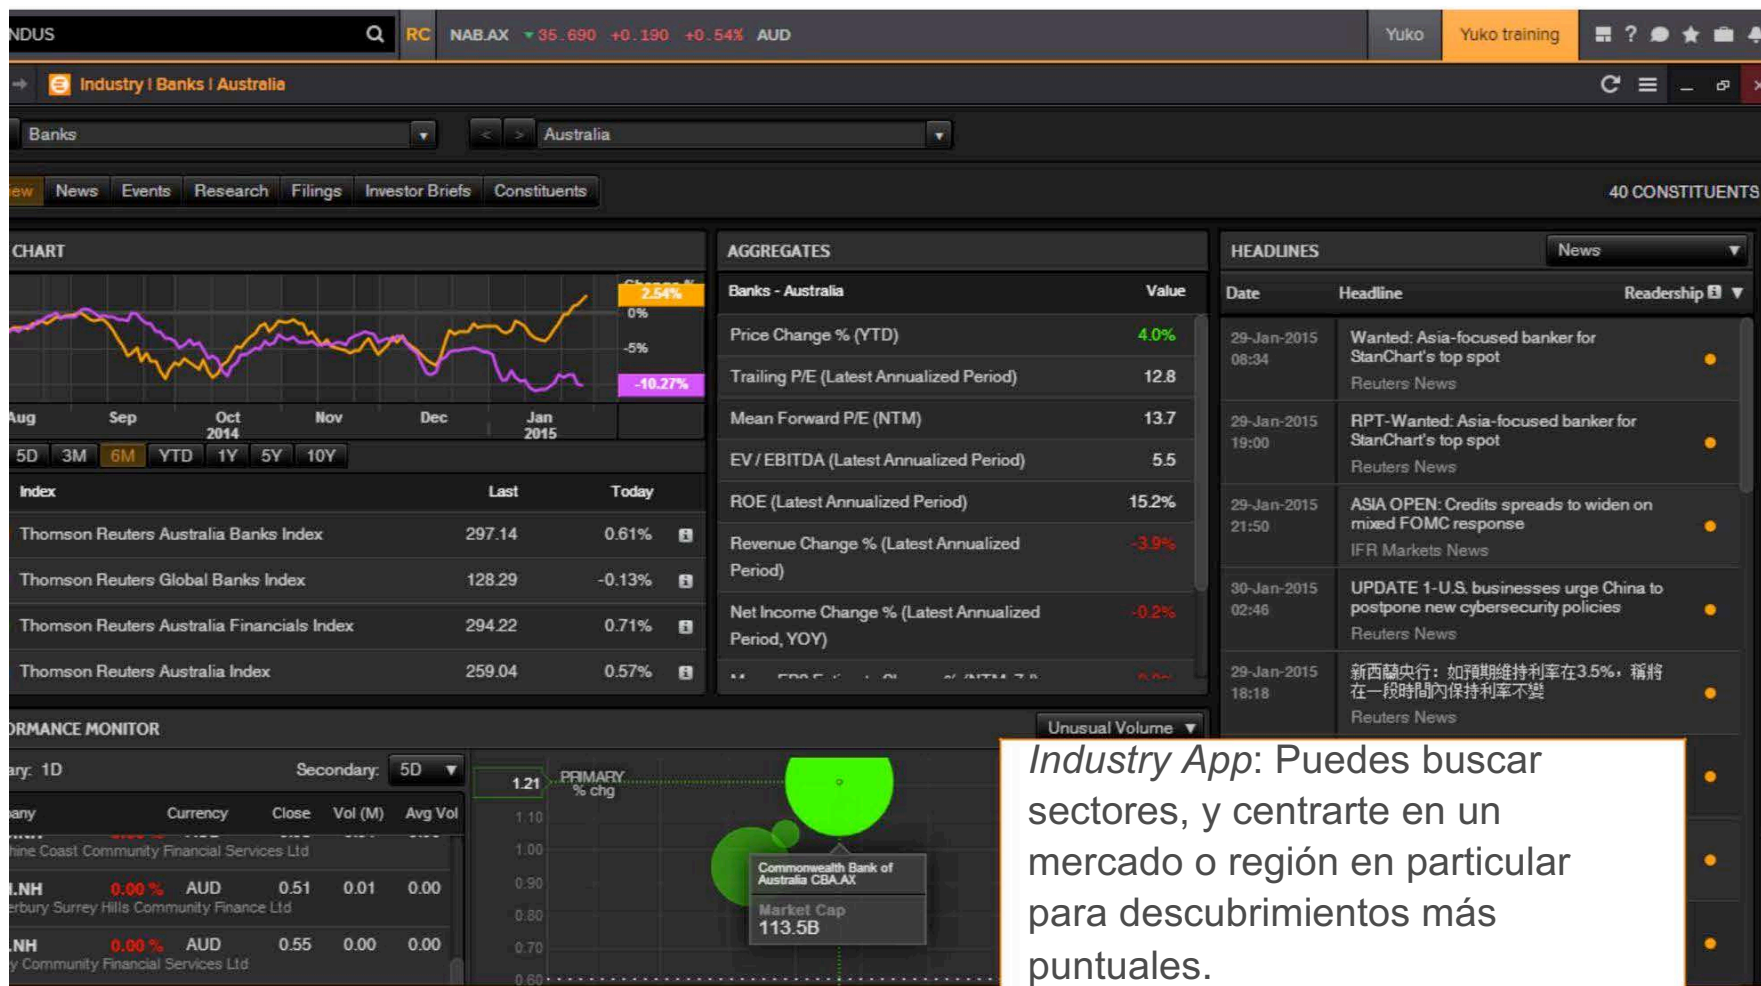 NDUS
RC NAB.AX 35.690 +0.190 +0.54% AUD
Yuko Yuko training
Industry | Banks | Australia
Banks
< > Australia
News Events Research Filings Investor Briefs Constituents
40 CONSTITUENTS
CHART
2.54%
0%
-5%
-10.27%
Aug Sep Oct Nov Dec Jan
2014 2015
5D 3M 6M YTD 1Y 5Y 10Y
Index Last Today
Thomson Reuters Australia Banks Index 297.14 0.61%
Thomson Reuters Global Banks Index 128.29 -0.13%
Thomson Reuters Australia Financials Index 294.22 0.71%
Thomson Reuters Australia Index 259.04 0.57%
AGGREGATES
Banks - Australia Value
Price Change % (YTD) 4.0%
Trailing P/E (Latest Annualized Period) 12.8
Mean Forward P/E (NTM) 13.7
EV / EBITDA (Latest Annualized Period) 5.5
ROE (Latest Annualized Period) 15.2%
Revenue Change % (Latest Annualized -3.9%
Period)
Net Income Change % (Latest Annualized -0.2%
Period, YOY)
HEADLINES News
Date Headline Readership
29-Jan-2015 Wanted: Asia-focused banker for
08:34 StanChart's top spot
Reuters News
29-Jan-2015 RPT-Wanted: Asia-focused banker for
19:00 StanChart's top spot
Reuters News
29-Jan-2015 ASIA OPEN: Credits spreads to widen on
21:50 mixed FOMC response
IFR Markets News
30-Jan-2015 UPDATE 1-U.S. businesses urge China to
02:46 postpone new cybersecurity policies
Reuters News
29-Jan-2015 新西蘭央行：如預期維持利率在3.5%，稱將
18:18 在一段時間內保持利率不變
Reuters News
ORMANCE MONITOR
Unusual Volume
ary: 1D Secondary: 5D
any Currency Close Vol (M) Avg Vol
hine Coast Community Financial Services Ltd
.NH 0.00 % AUD 0.51 0.01 0.00
erbury Surrey Hills Community Finance Ltd
.NH 0.00 % AUD 0.55 0.00 0.00
y Community Financial Services Ltd
1.21 PRIMARY
% chg
1.10
1.00
0.90
0.80
0.70
0.60
Commonwealth Bank of
Australia CBA.AX
Market Cap
113.5B
Industry App: Puedes buscar
sectores, y centrarte en un
mercado o región en particular
para descubrimientos más
puntuales.